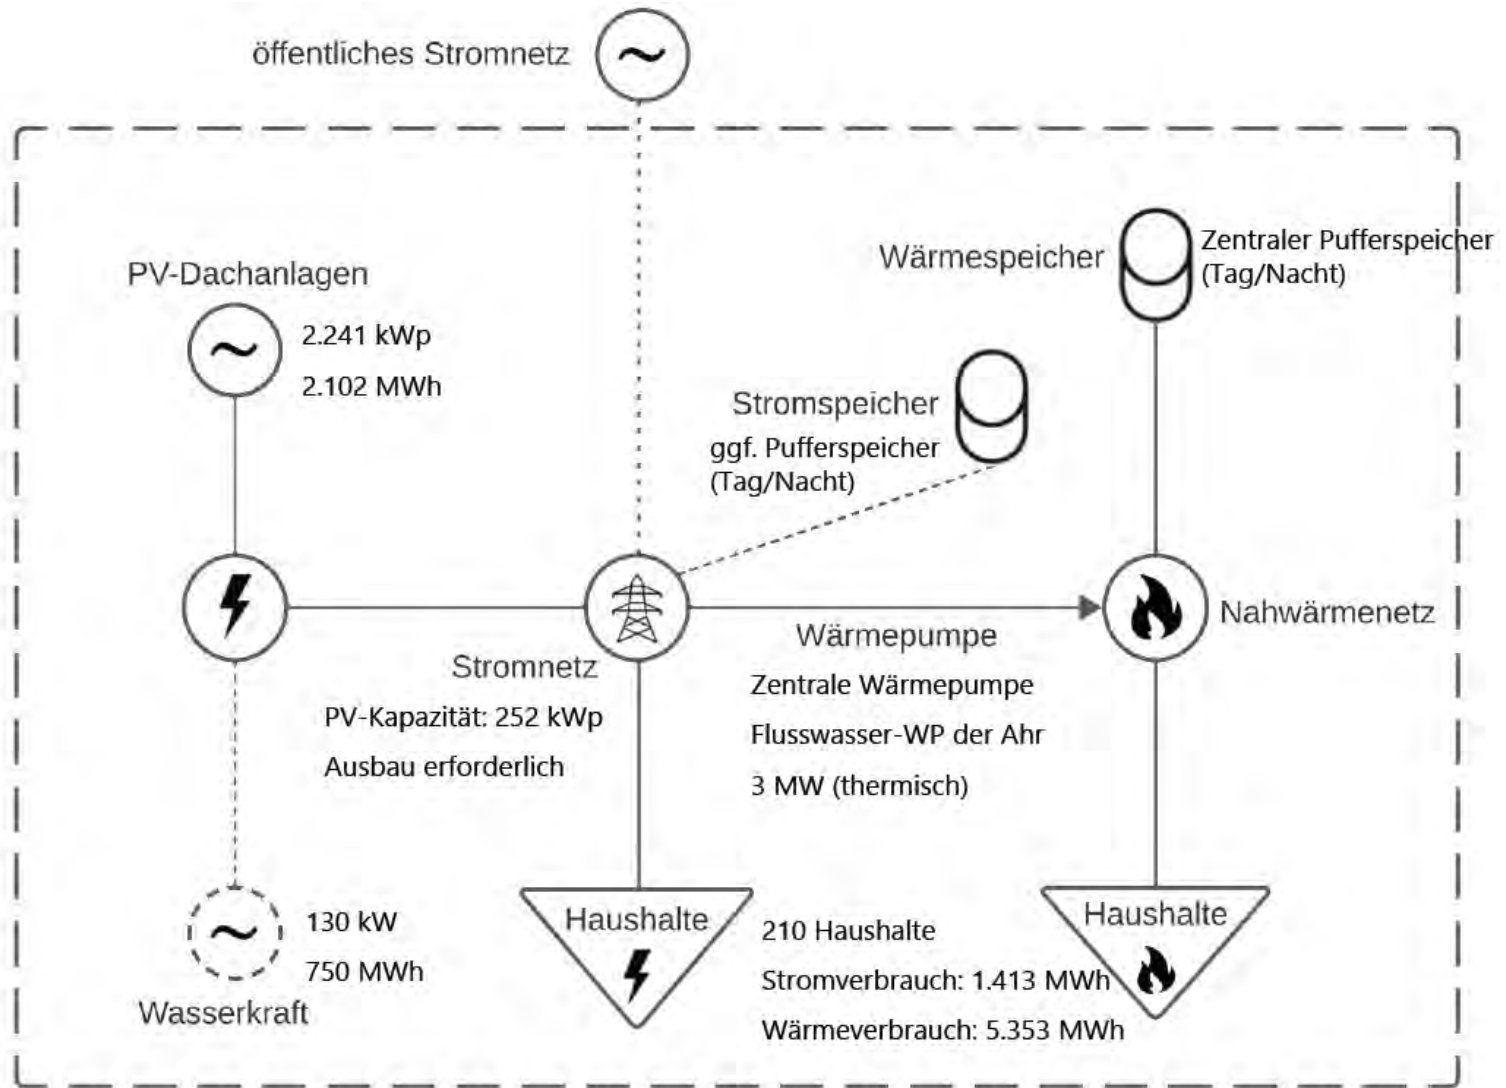 öffentliches Stromnetz
PV-Dachanlagen
2.241 kWp
2.102 MWh
Wärmespeicher
Zentraler Pufferspeicher
(Tag/Nacht)
Stromspeicher
ggf. Pufferspeicher
(Tag/Nacht)
Stromnetz
PV-Kapazität: 252 kWp
Ausbau erforderlich
Wärmepumpe
Zentrale Wärmepumpe
Flusswasser-WP der Ahr
3 MW (thermisch)
Nahwärmenetz
130 kW
750 MWh
Wasserkraft
Haushalte
210 Haushalte
Stromverbrauch: 1.413 MWh
Wärmeverbrauch: 5.353 MWh
Haushalte